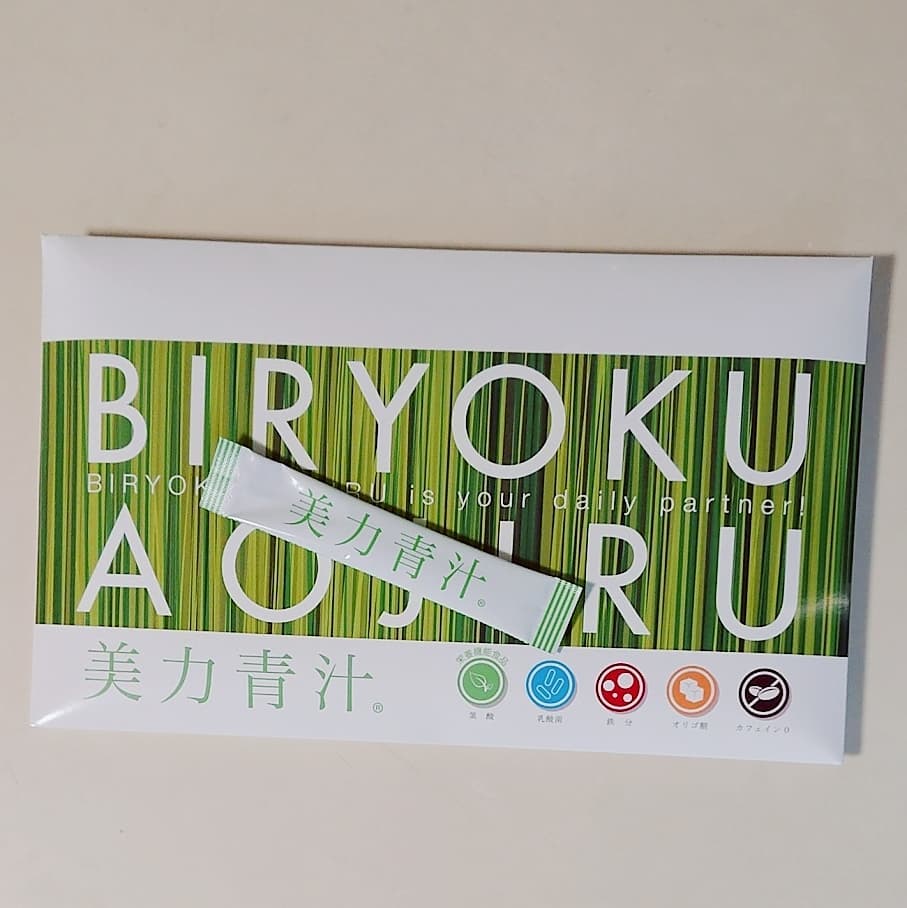 BIRYOKU
BIRYOK RU is your daily partner!
AOJIRU
美力青汁®
美力青汁®
栄養機能食品
葉酸
乳酸菌
鉄分
オリゴ糖
カフェイン0